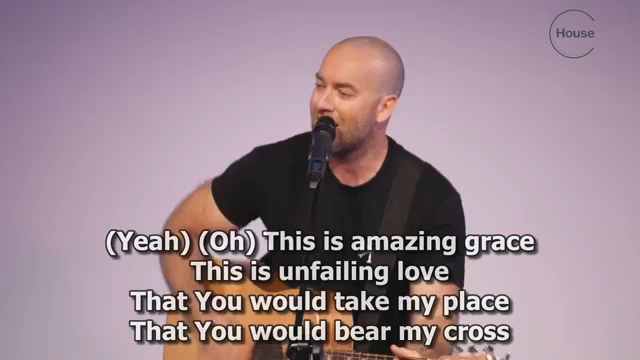 House
(Yeah) (Oh) This is amazing grace
This is unfailing love
That You would take my place
That You would bear my cross